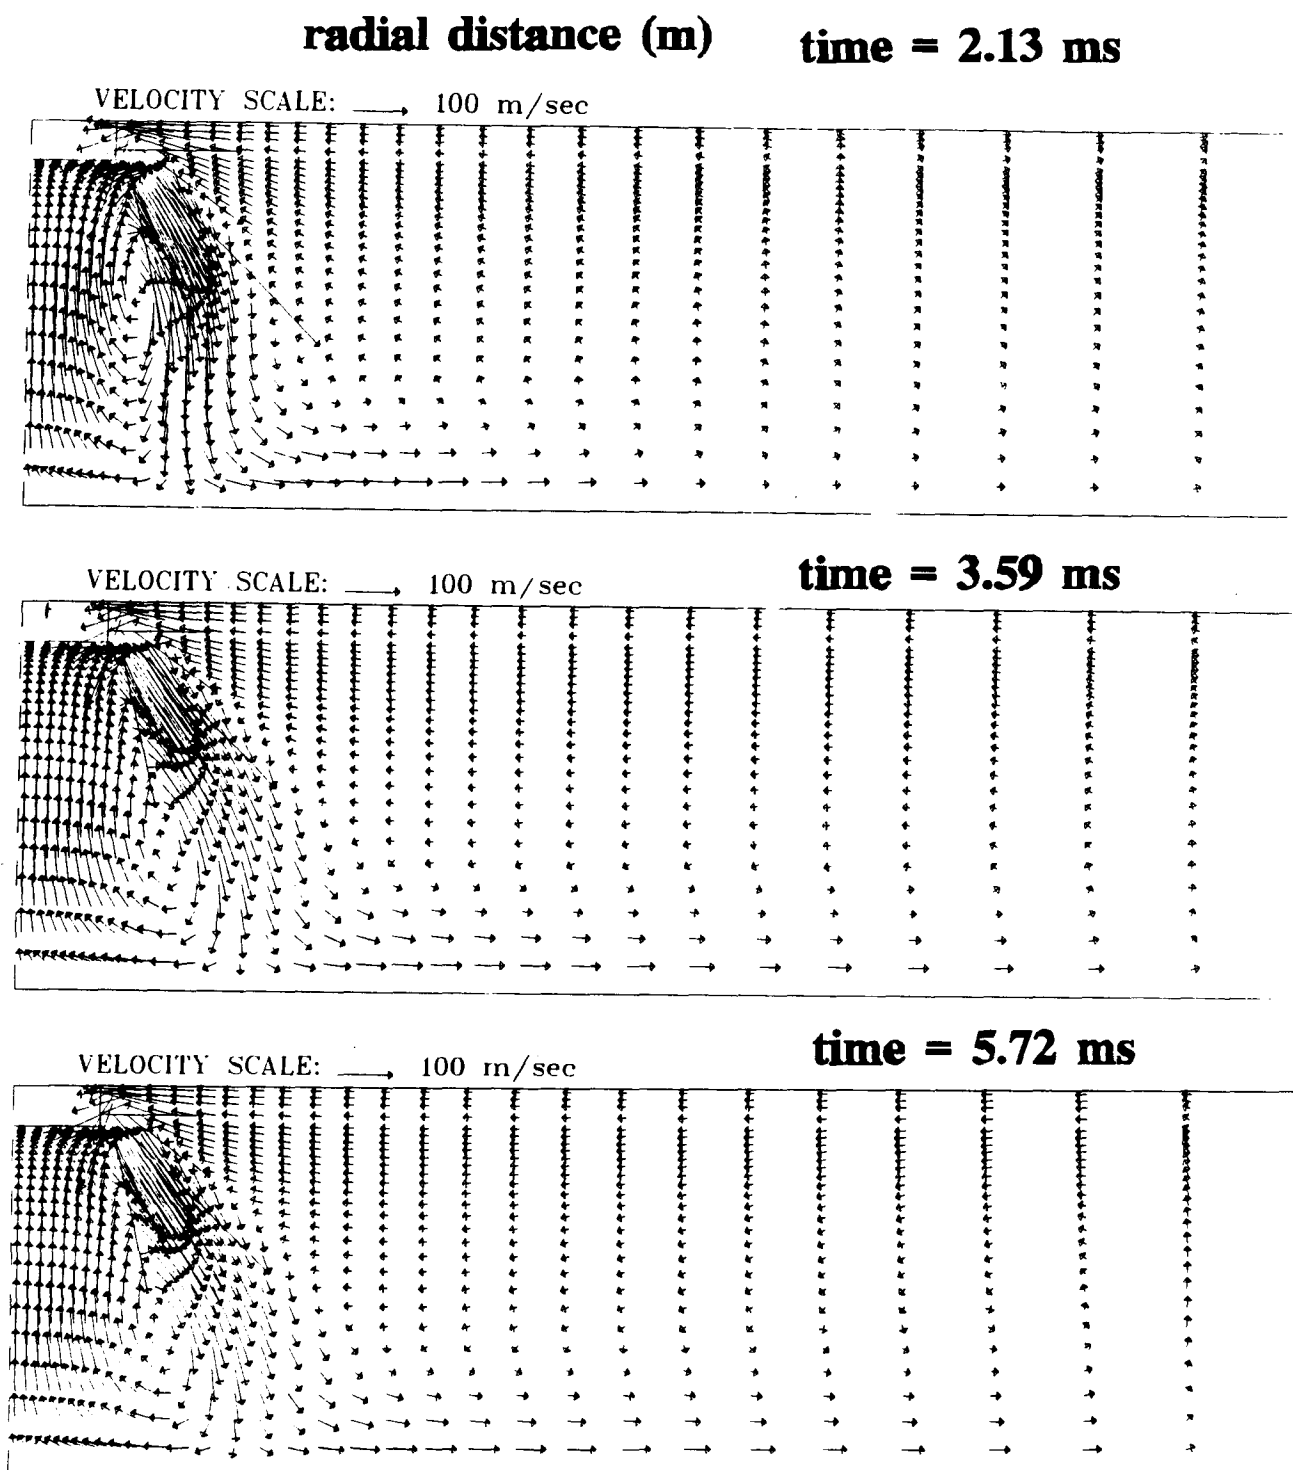 radial distance (m) time = 2.13 ms
VELOCITY SCALE: 100 m/sec
time = 3.59 ms
VELOCITY SCALE: 100 m/sec
time = 5.72 ms
VELOCITY SCALE: 100 m/sec